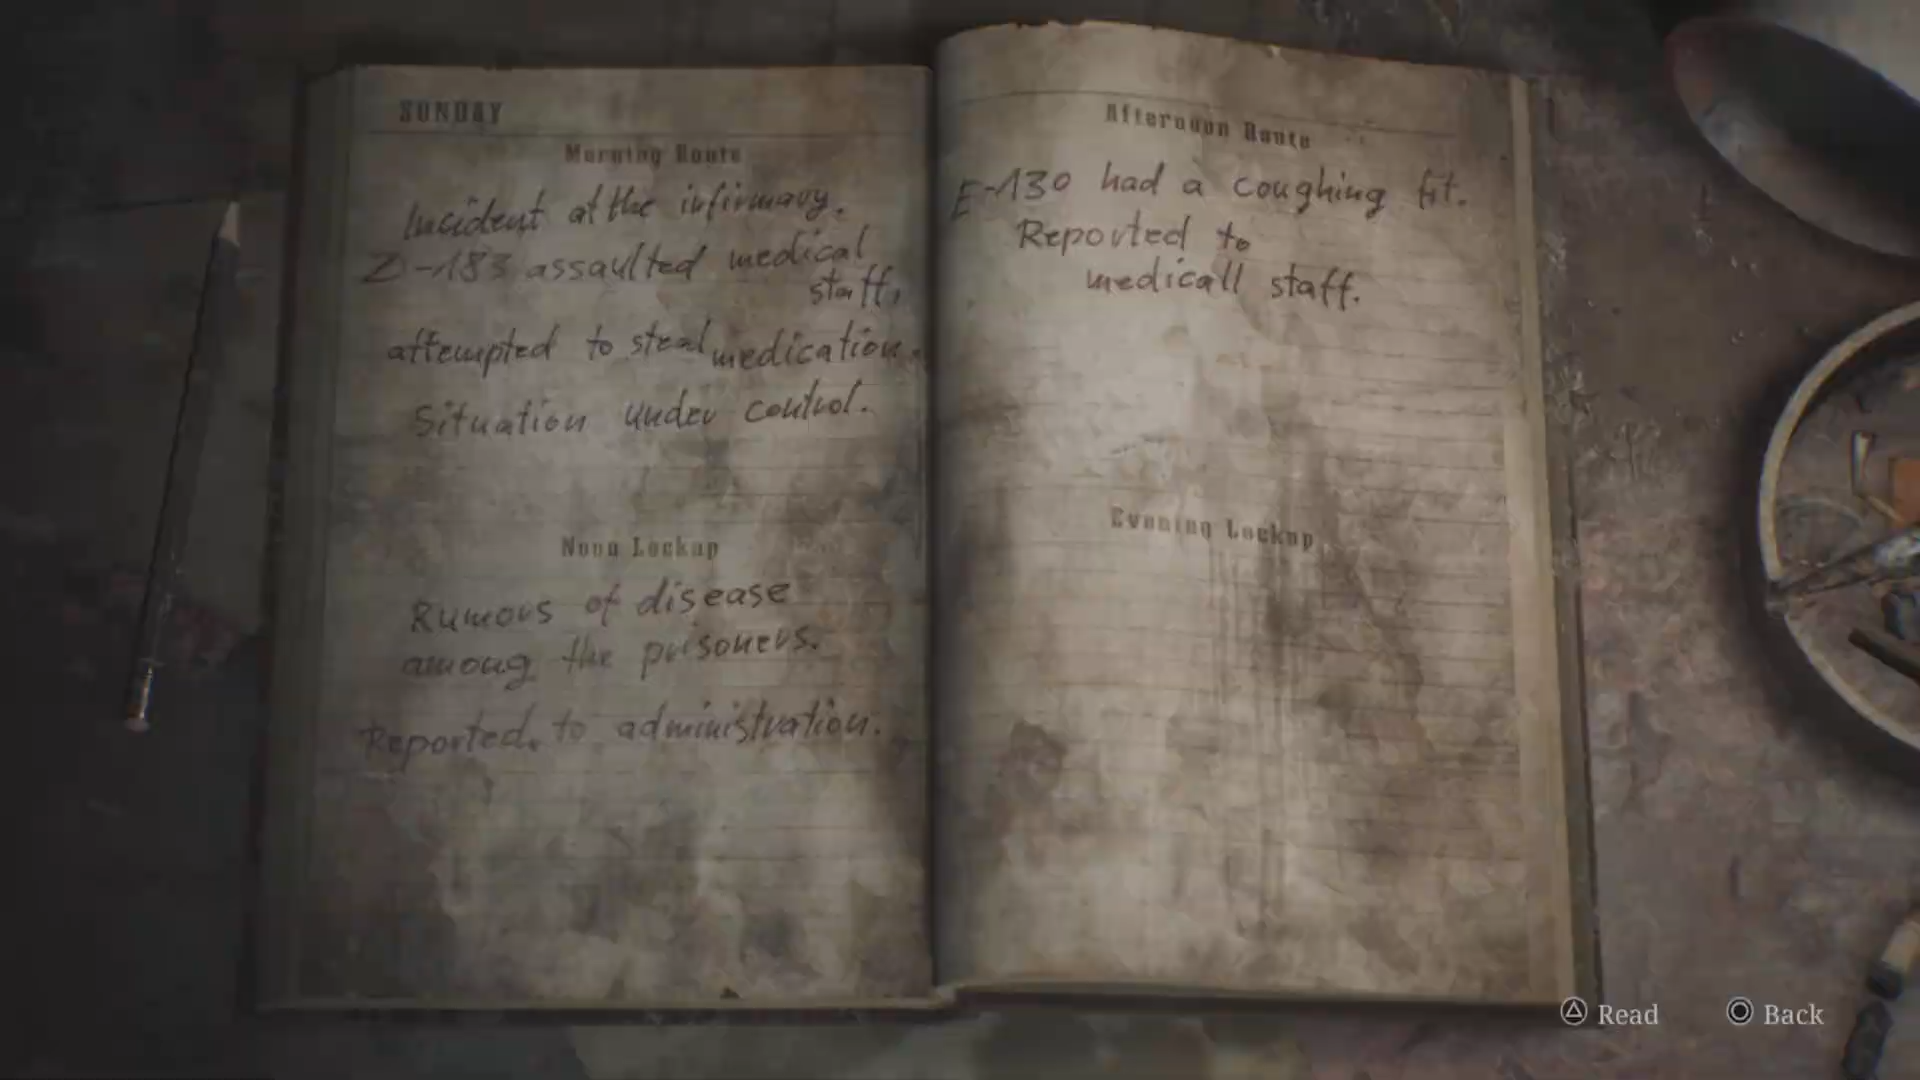 SUNDAY
Morning Route
Incident at the infirmary.
Z-183 assaulted medical
staff,
attempted to steal medication.
Situation under control.
Noon Lockup
Rumors of disease
among the prisoners.
Reported to administration.
Afternoon Route
E-130 had a coughing fit.
Reported to
medicall staff.
Evening Lockup
Read
Back